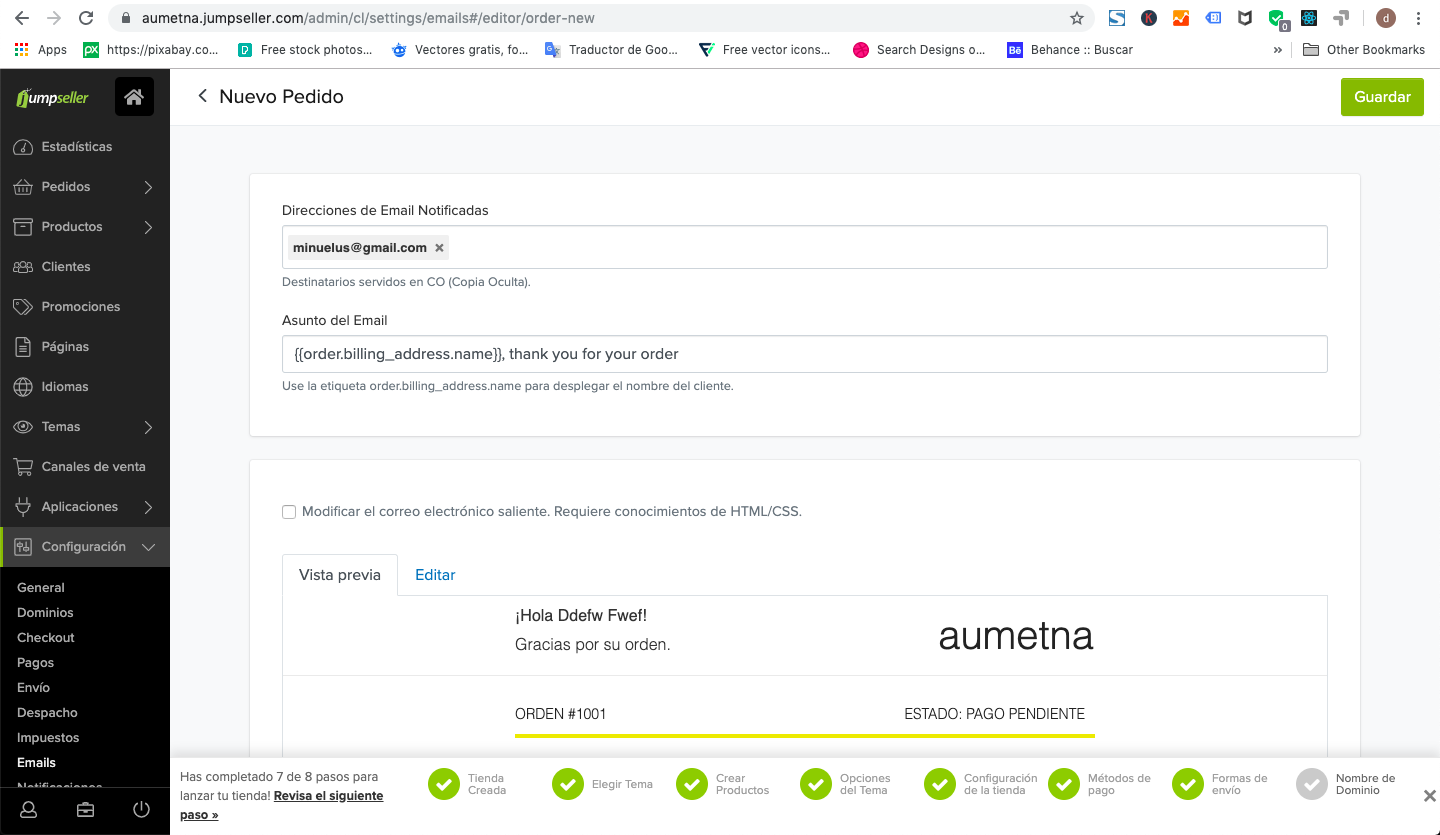 aumetna.jumpseller.com/admin/cl/settings/emails#/editor/order-new
0
d
Apps
px
https://pixabay.co...
Free stock photos...
Vectores gratis, fo...
Traductor de Goo...
Free vector icons...
Search Designs o...
Bē
Behance :: Buscar
»
Other Bookmarks
jumpseller
Nuevo Pedido
Guardar
Estadísticas
Pedidos
Productos
Clientes
Promociones
Páginas
Idiomas
Temas
Canales de venta
Aplicaciones
Configuración
General
Dominios
Checkout
Pagos
Envío
Despacho
Impuestos
Emails
Notificaciones
Direcciones de Email Notificadas
minuelus@gmail.com ×
Destinatarios servidos en CO (Copia Oculta).
Asunto del Email
{{order.billing_address.name}}, thank you for your order
Use la etiqueta order.billing_address.name para desplegar el nombre del cliente.
Modificar el correo electrónico saliente. Requiere conocimientos de HTML/CSS.
Vista previa
Editar
¡Hola Ddefw Fwef!
Gracias por su orden.
aumetna
ORDEN #1001
ESTADO: PAGO PENDIENTE
Has completado 7 de 8 pasos para
lanzar tu tienda! Revisa el siguiente
paso »
Tienda
Creada
Elegir Tema
Crear
Productos
Opciones
del Tema
Configuración
de la tienda
Métodos de
pago
Formas de
envío
Nombre de
Dominio